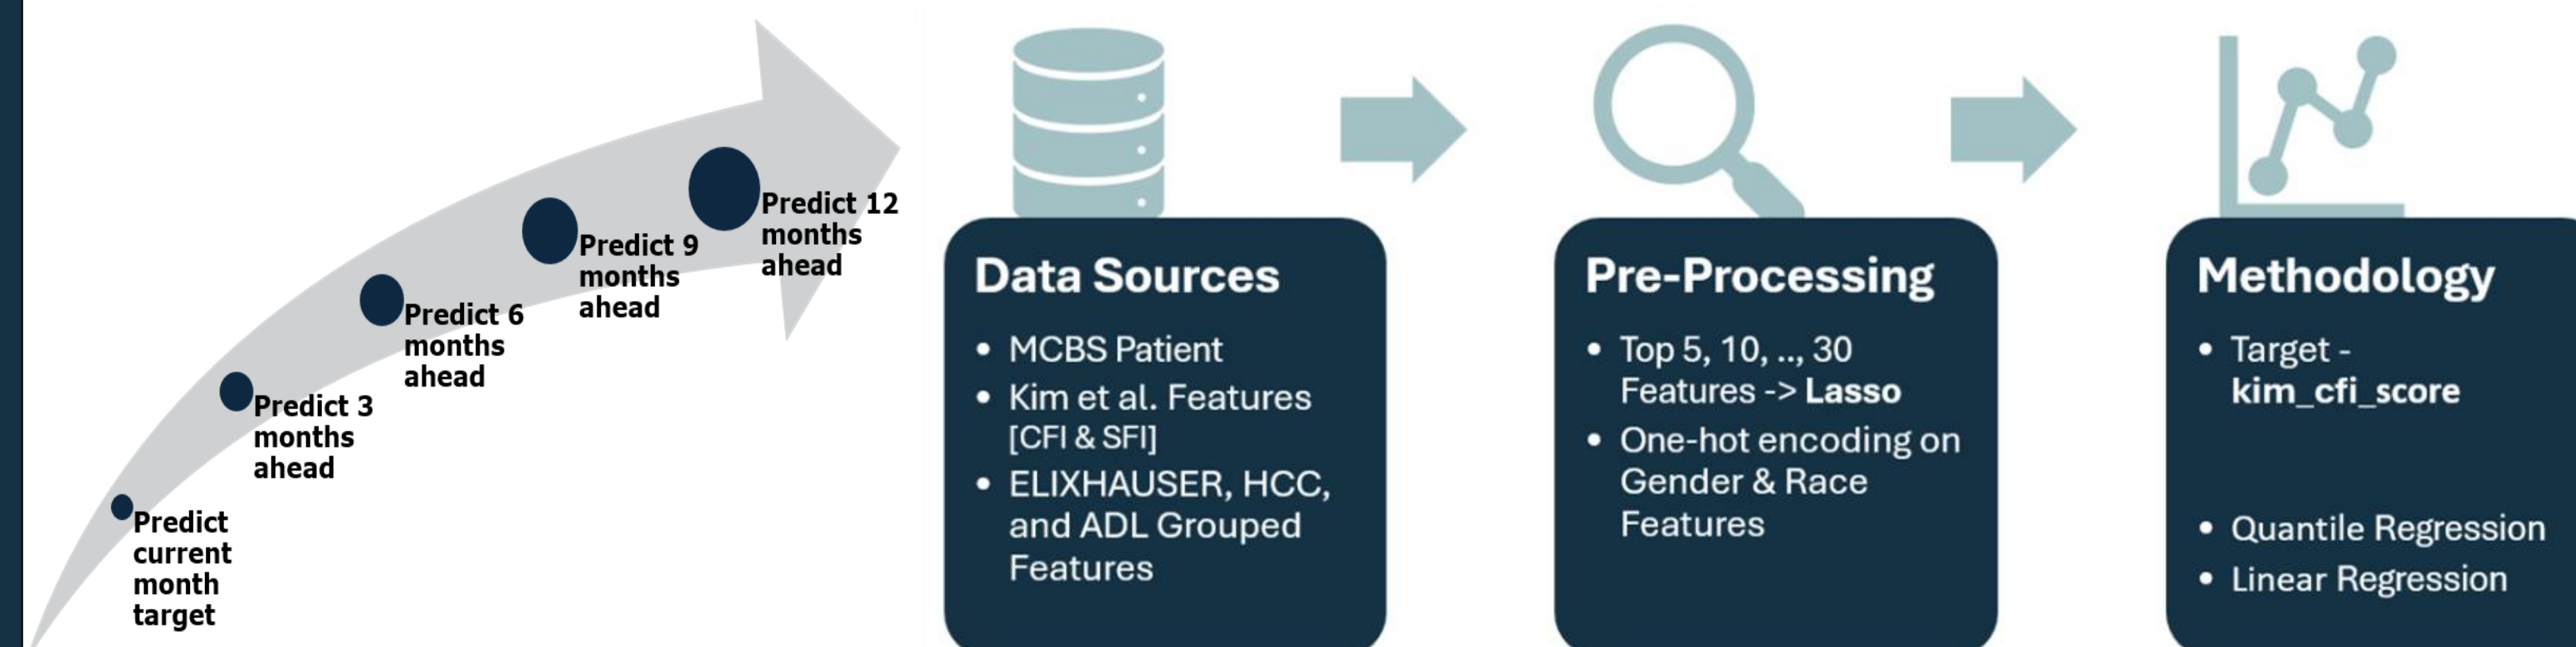 Predict
current
month
target
Predict 3
months
ahead
Predict 6
months
ahead
Predict 9
months
ahead
Predict 12
months
ahead
Data Sources
• MCBS Patient
• Kim et al. Features
[CFI & SFI]
• ELIXHAUSER, HCC,
and ADL Grouped
Features
Pre-Processing
• Top 5, 10, .., 30
Features -> Lasso
• One-hot encoding on
Gender & Race
Features
Methodology
• Target -
kim_cfi_score
• Quantile Regression
• Linear Regression